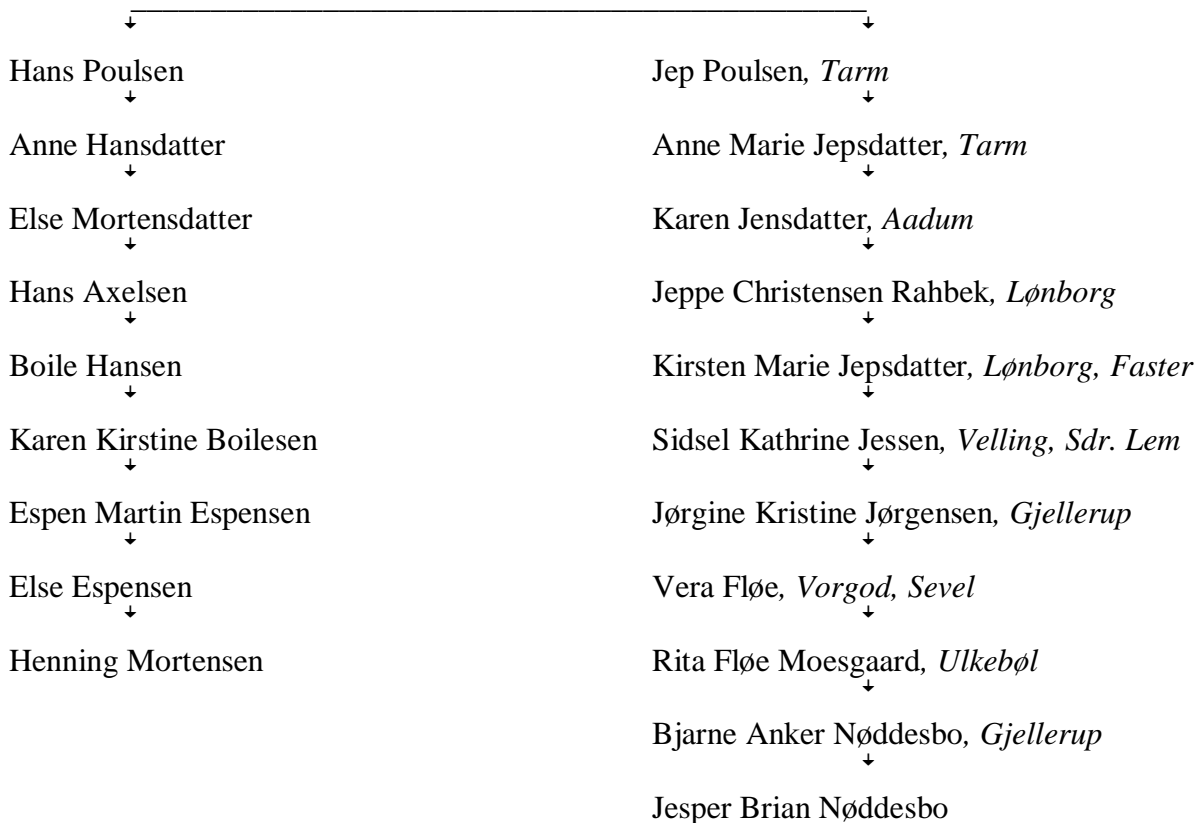 Hans Poulsen
Jep Poulsen, Tarm
Anne Hansdatter
Anne Marie Jepsdatter, Tarm
Else Mortensdatter
Karen Jensdatter, Aadum
Hans Axelsen
Jeppe Christensen Rahbek, Lønborg
Boile Hansen
Kirsten Marie Jepsdatter, Lønborg, Faster
Karen Kirstine Boilesen
Sidsel Kathrine Jessen, Velling, Sdr. Lem
Espen Martin Espensen
Jørgine Kristine Jørgensen, Gjellerup
Else Espensen
Vera Fløe, Vorgod, Sevel
Henning Mortensen
Rita Fløe Moesgaard, Ulkebøl
Bjarne Anker Nøddesbo, Gjellerup
Jesper Brian Nøddesbo